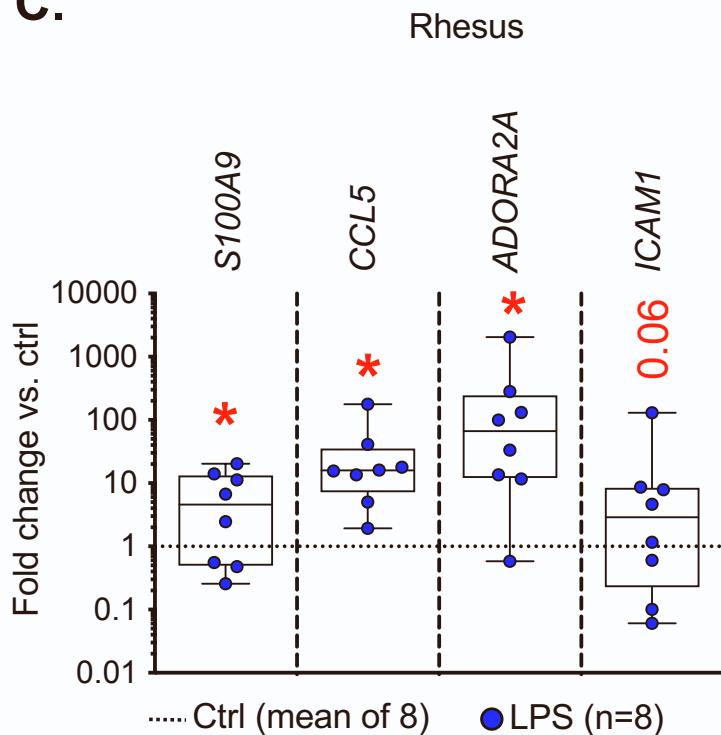 C.
Rhesus
S100A9
CCL5
ADORA2A
ICAM1
*
*
*
0.06
Fold change vs. ctrl
10000
1000
100
10
1
0.1
0.01
Ctrl (mean of 8)
LPS (n=8)